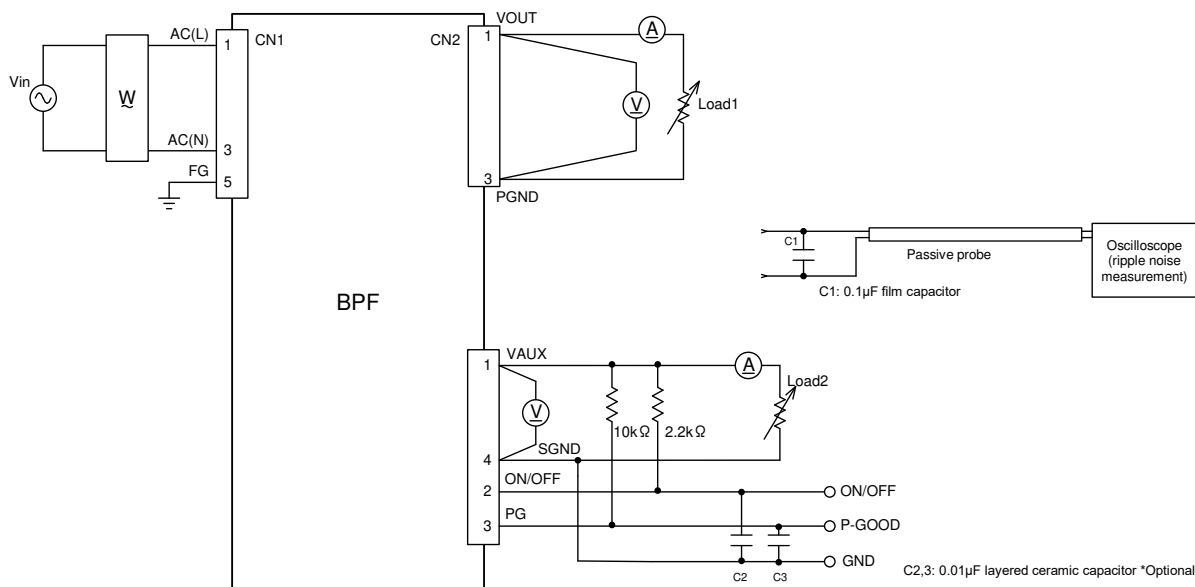 VOUT
AC(L)
1
CN1
CN2
1
A
Vin
W
V
Load1
AC(N)
3
FG
5
3
PGND
C1
Passive probe
Oscilloscope
(ripple noise
measurement)
C1: 0.1µF film capacitor
BPF
VAUX
1
A
Load2
V
10kΩ
2.2kΩ
SGND
4
ON/OFF
2
ON/OFF
PG
3
P-GOOD
GND
C2
C3
C2,3: 0.01µF layered ceramic capacitor *Optional